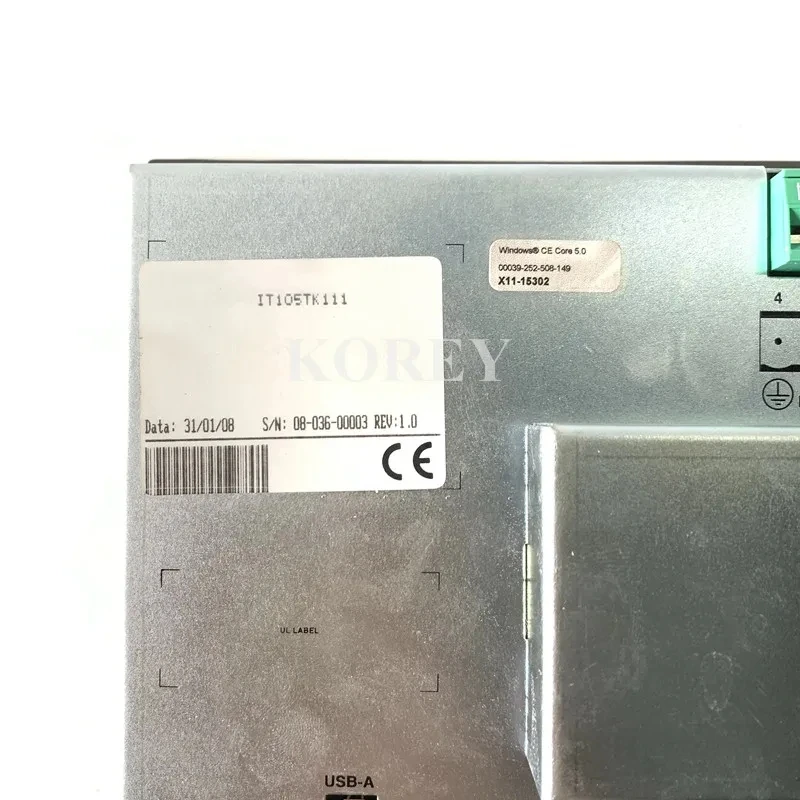 Windows® CE Core 5.0
00039-252-508-149
X11-15302
IT105TK111
KOREY
Data: 31/01/08 S/N: 08-036-00003 REV:1.0
CE
4
UL LABEL
USB-A